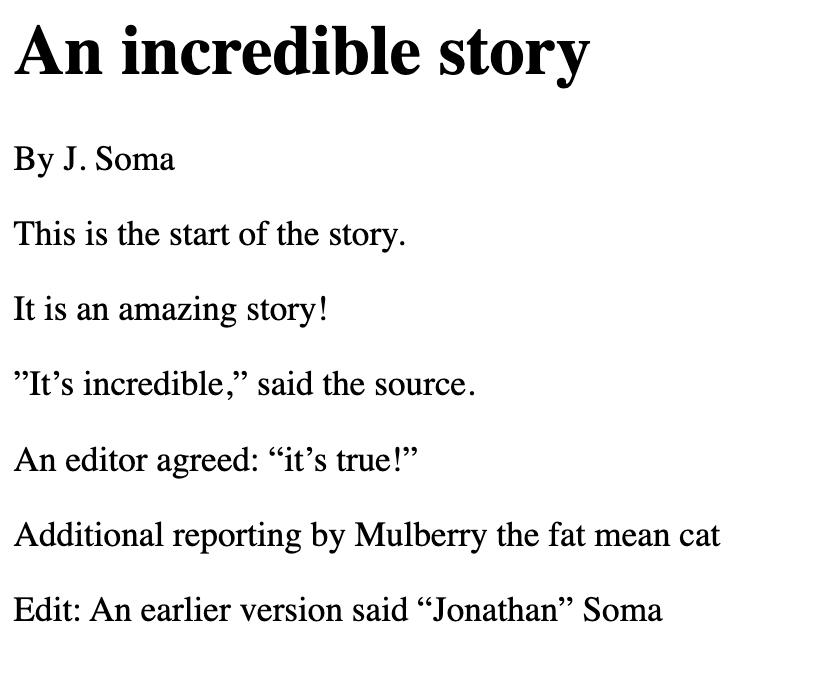 An incredible story
By J. Soma
This is the start of the story.
It is an amazing story!
”It’s incredible,” said the source.
An editor agreed: “it’s true!”
Additional reporting by Mulberry the fat mean cat
Edit: An earlier version said “Jonathan” Soma